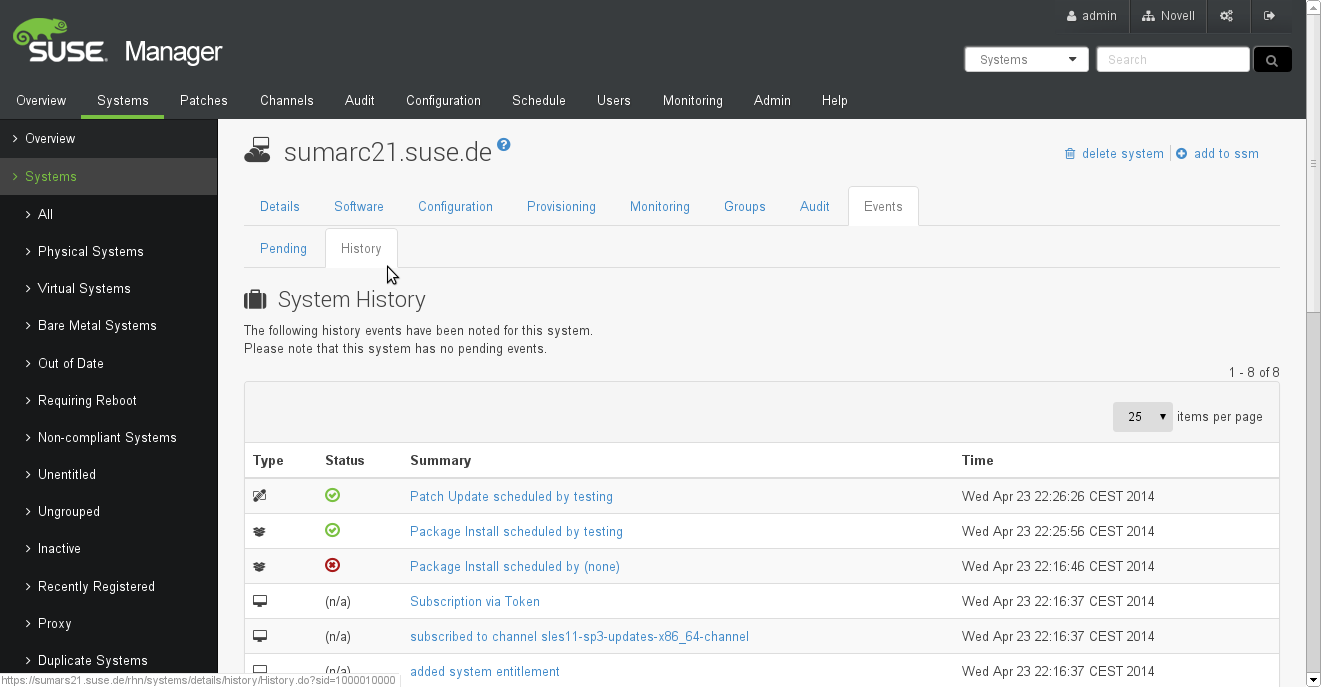 admin Novell
SUSE Manager
Systems Search
Overview Systems Patches Channels Audit Configuration Schedule Users Monitoring Admin Help
Overview
Systems
All
Physical Systems
Virtual Systems
Bare Metal Systems
Out of Date
Requiring Reboot
Non-compliant Systems
Unentitled
Ungrouped
Inactive
Recently Registered
Proxy
Duplicate Systems
sumarc21.suse.de ?
delete system add to ssm
Details Software Configuration Provisioning Monitoring Groups Audit Events
Pending History
System History
The following history events have been noted for this system.
Please note that this system has no pending events.
1 - 8 of 8
25 items per page
Type Status Summary Time
Patch Update scheduled by testing Wed Apr 23 22:26:26 CEST 2014
Package Install scheduled by testing Wed Apr 23 22:25:56 CEST 2014
Package Install scheduled by (none) Wed Apr 23 22:16:46 CEST 2014
(n/a) Subscription via Token Wed Apr 23 22:16:37 CEST 2014
(n/a) subscribed to channel sles11-sp3-updates-x86_64-channel Wed Apr 23 22:16:37 CEST 2014
(n/a) added system entitlement Wed Apr 23 22:16:37 CEST 2014
https://sumars21.suse.de/rhn/systems/details/history/History.do?sid=1000010000